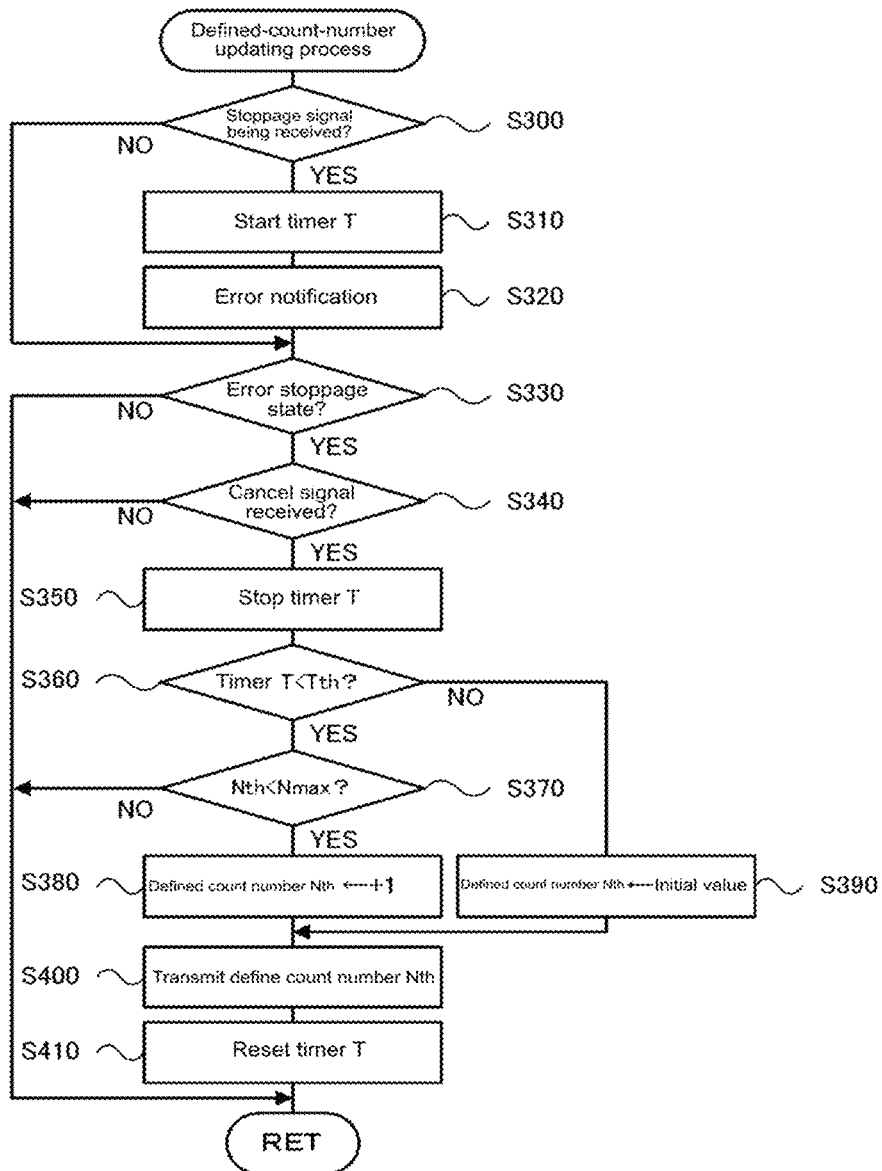 Defined-count-number
updating process
Stoppage signal
being received?
S300
NO
YES
Start timer T
S310
Error notification
S320
Error stoppage
state?
S330
NO
YES
Cancel signal
received?
S340
NO
YES
S350
Stop timer T
S360
Timer T<Tth?
NO
YES
Nth<Nmax?
S370
NO
YES
S380
Defined count number Nth ←+1
Defined count number Nth←Initial value
S390
S400
Transmit define count number Nth
S410
Reset timer T
RET